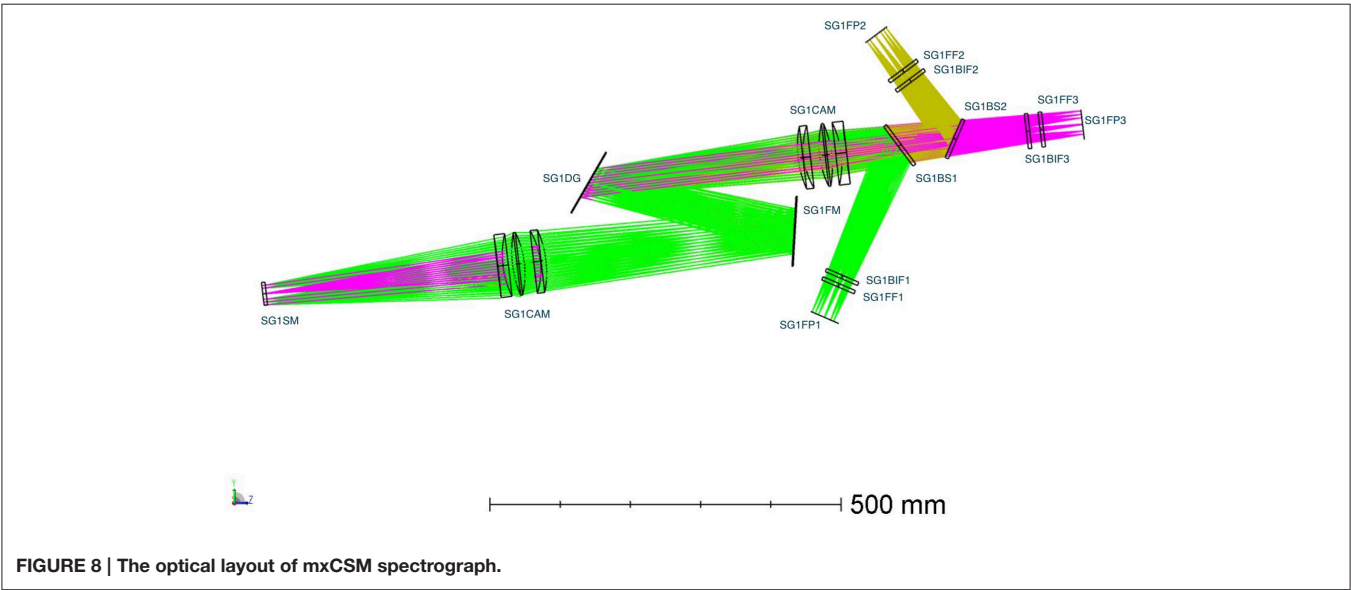 SG1FP2
SG1FF2
SG1BIF2
SG1CAM
SG1BS2
SG1FF3
SG1FP3
SG1BIF3
SG1DG
SG1BS1
SG1FM
SG1BIF1
SG1FF1
SG1SM
SG1CAM
SG1FP1
Y
Z
500 mm
FIGURE 8 | The optical layout of mxCSM spectrograph.